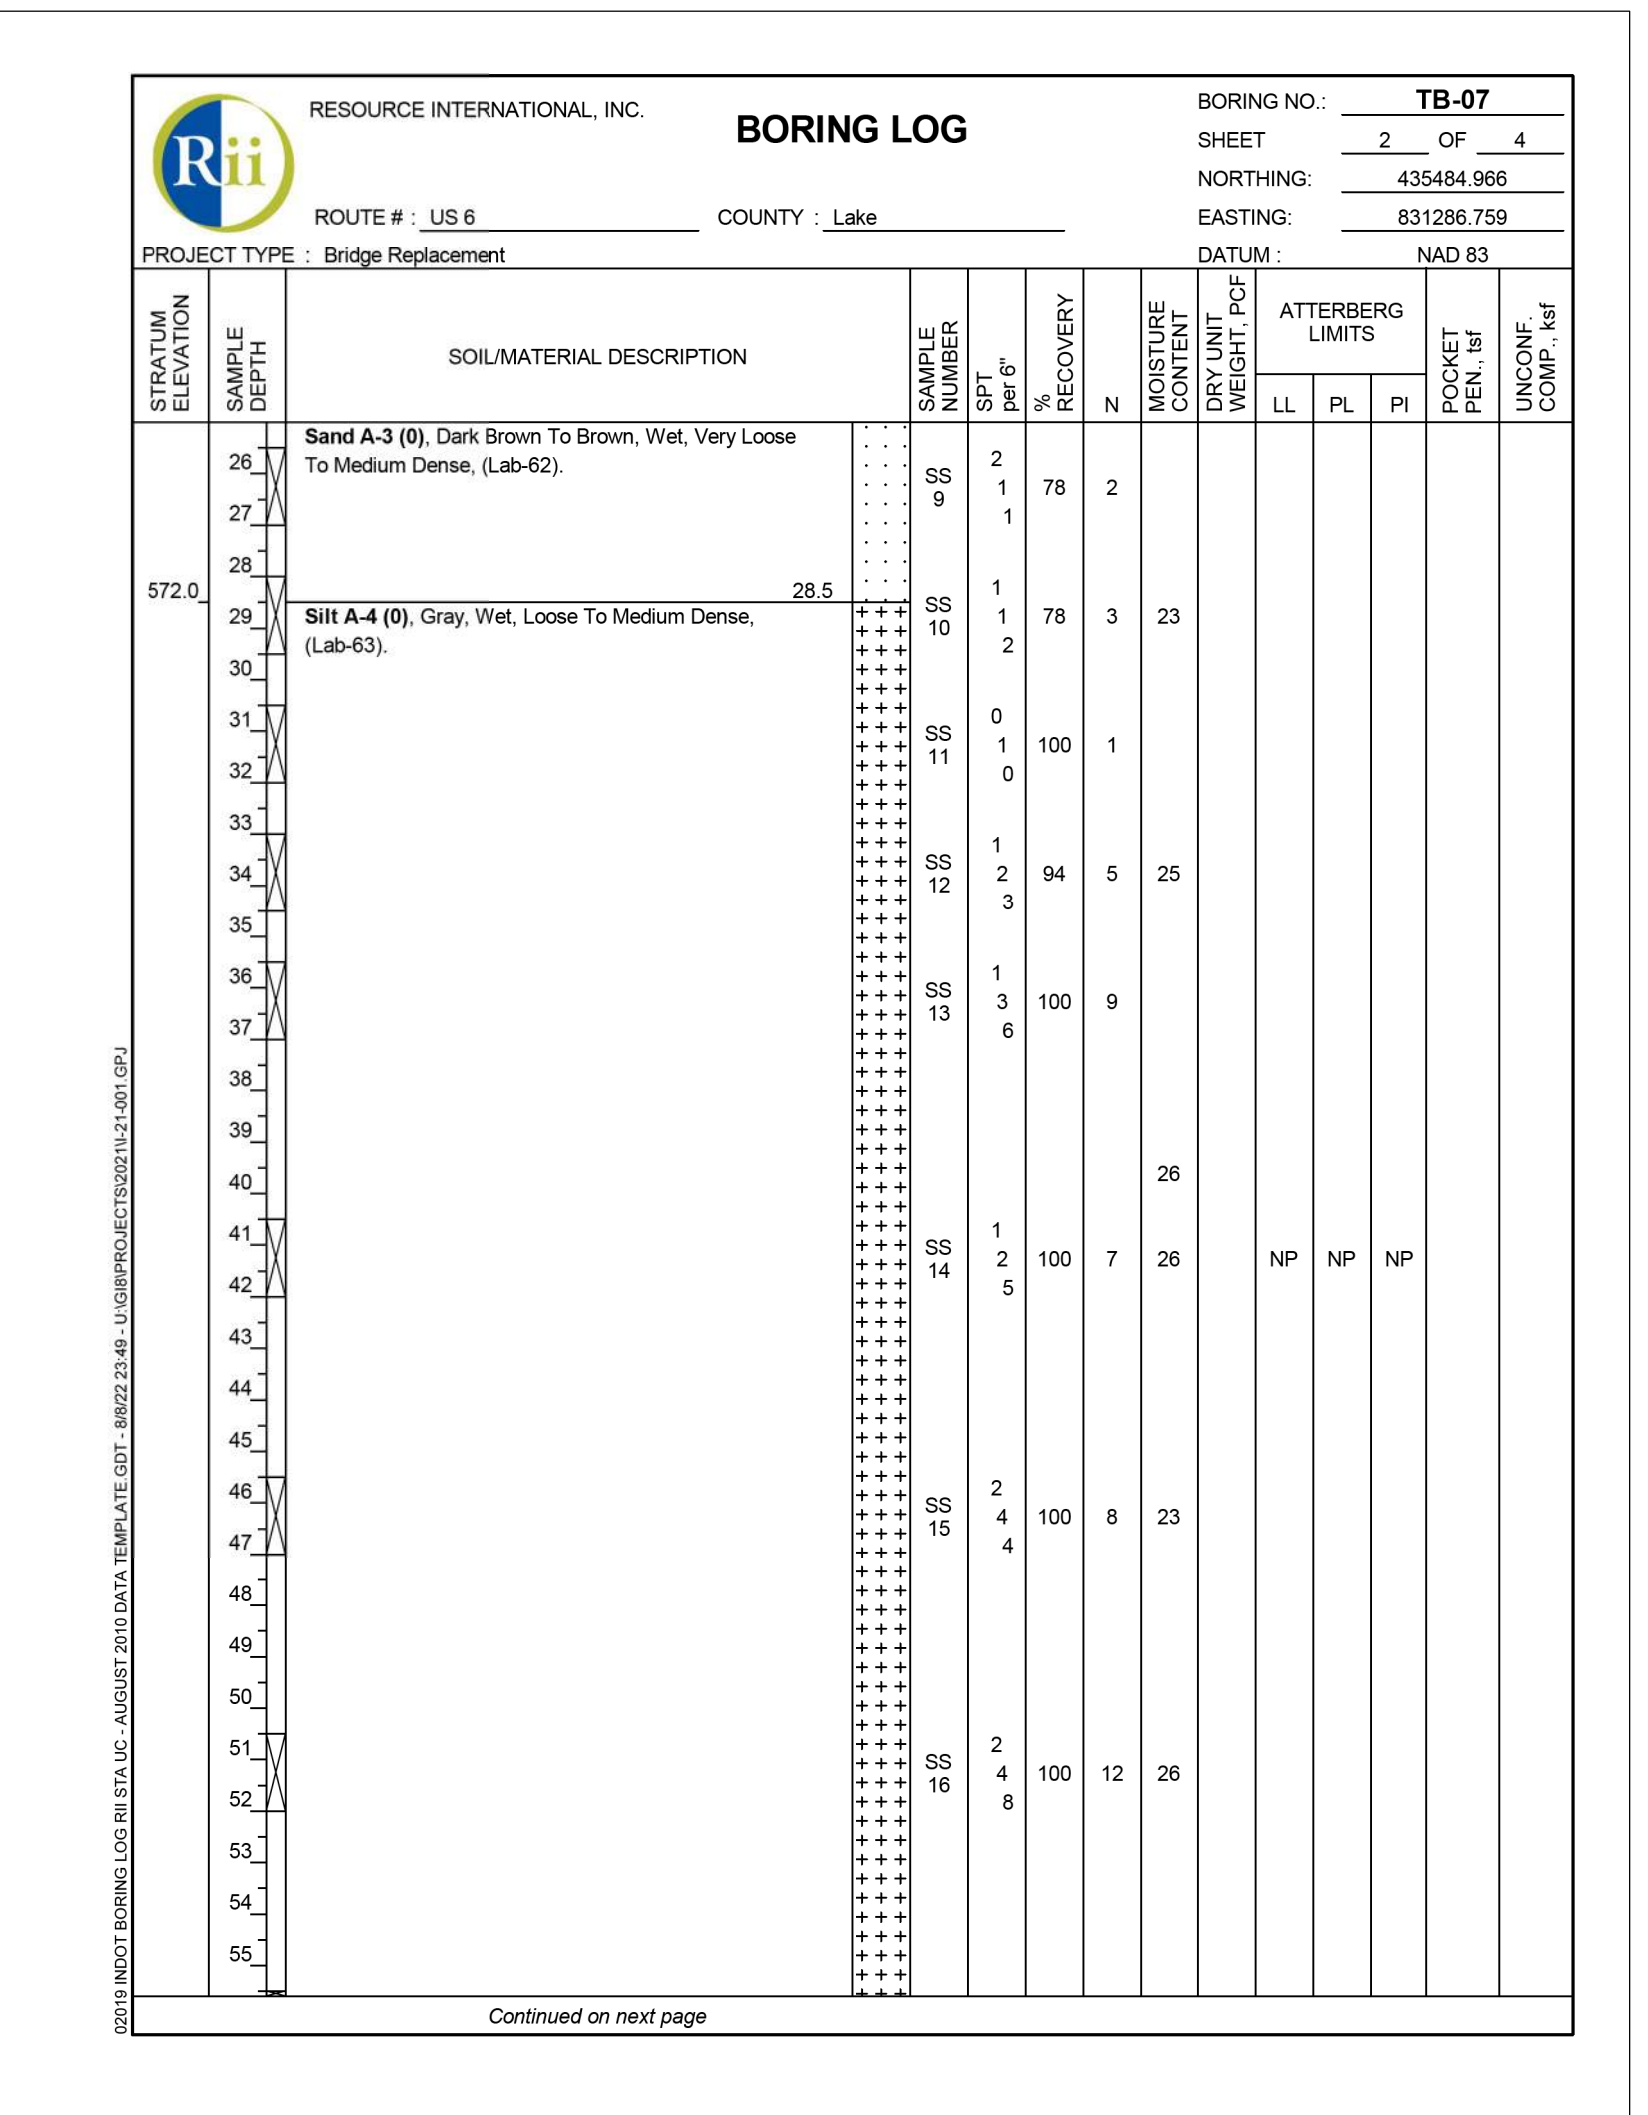 Rii
RESOURCE INTERNATIONAL, INC.
BORING LOG
BORING NO.: TB-07
SHEET 2 OF 4
NORTHING: 435484.966
ROUTE # : US 6 COUNTY : Lake EASTING: 831286.759
PROJECT TYPE : Bridge Replacement DATUM : NAD 83
STRATUM ELEVATION
SAMPLE DEPTH
SOIL/MATERIAL DESCRIPTION
SAMPLE NUMBER
SPT per 6"
% RECOVERY
N
MOISTURE CONTENT
DRY UNIT WEIGHT, PCF
ATTERBERG LIMITS
LL PL PI
POCKET PEN., tsf
UNCONF. COMP., ksf
Sand A-3 (0), Dark Brown To Brown, Wet, Very Loose
To Medium Dense, (Lab-62).
26
27
SS 9 2 1 1 78 2
28
572.0 28.5
29
Silt A-4 (0), Gray, Wet, Loose To Medium Dense,
(Lab-63).
SS 10 1 1 2 78 3 23
30
31
SS 11 0 1 0 100 1
32
33
34
SS 12 1 2 3 94 5 25
35
36
SS 13 1 3 6 100 9
37
38
39
40 26
41
SS 14 1 2 5 100 7 26 NP NP NP
42
43
44
45
46
SS 15 2 4 4 100 8 23
47
48
49
50
51
SS 16 2 4 8 100 12 26
52
53
54
55
Continued on next page
02019 INDOT BORING LOG RII STA UC - AUGUST 2010 DATA TEMPLATE.GDT - 8/8/22 23:49 - U:\GI8\PROJECTS\2021\I-21-001.GPJ